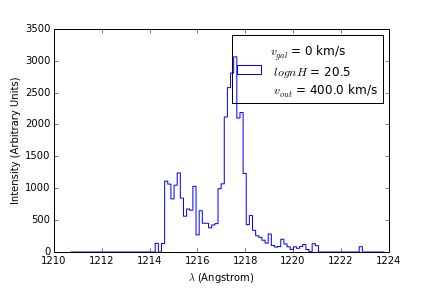 3500
3000
2500
2000
1500
1000
500
0
Intensity (Arbitrary Units)
v_gal = 0 km/s
lognH = 20.5
v_out = 400.0 km/s
1210 1212 1214 1216 1218 1220 1222 1224
λ (Angstrom)